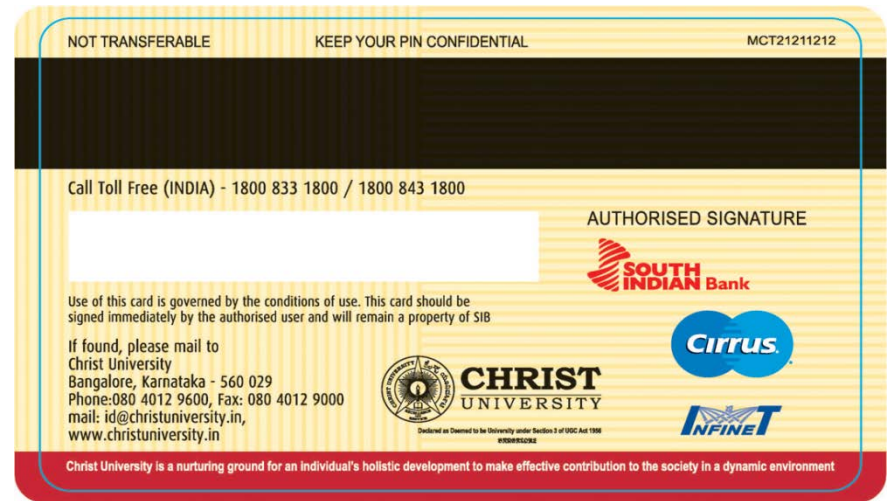 NOT TRANSFERABLE KEEP YOUR PIN CONFIDENTIAL MCT21211212
Call Toll Free (INDIA) - 1800 833 1800 / 1800 843 1800
AUTHORISED SIGNATURE
SOUTH
INDIAN Bank
Use of this card is governed by the conditions of use. This card should be
signed immediately by the authorised user and will remain a property of SIB
Cirrus
If found, please mail to
Christ University
Bangalore, Karnataka - 560 029
Phone:080 4012 9600, Fax: 080 4012 9000
mail: id@christuniversity.in,
www.christuniversity.in
CHRIST UNIVERSITY
CHRIST
UNIVERSITY
Declared as Deemed to be University under Section 3 of UGC Act 1956
INFINET
Christ University is a nurturing ground for an individual's holistic development to make effective contribution to the society in a dynamic environment